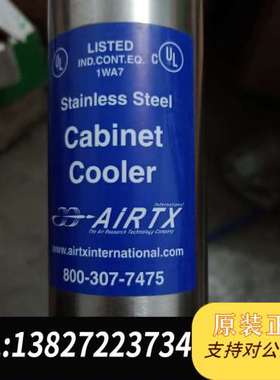 UL
LISTED
UL
IND.CONT.EQ.
1WA7
Stainless Steel
Cabinet
Cooler
International
AIRTX
The Air Research Technology Company
www.airtxinternational.com
800-307-7475
原装正
:13827223734
支持对公